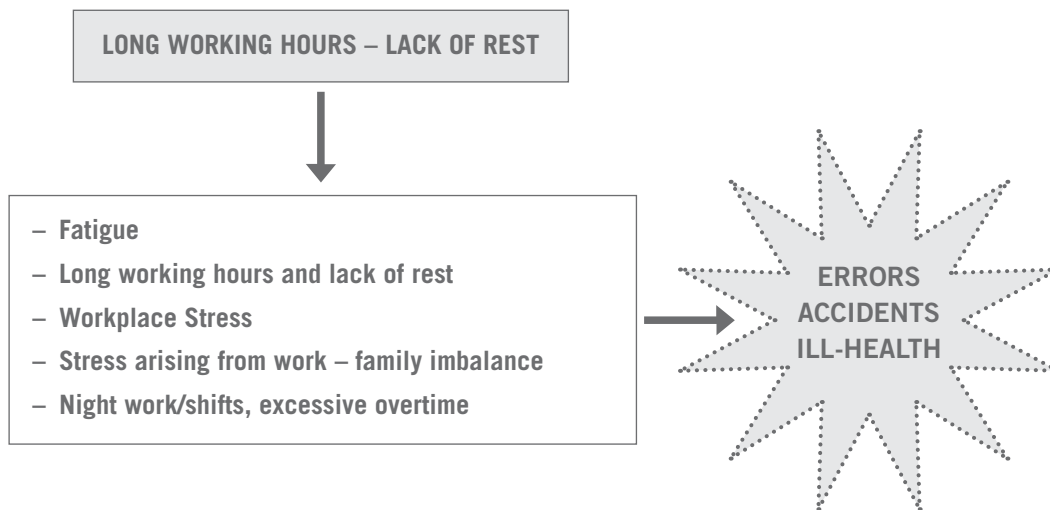 LONG WORKING HOURS – LACK OF REST
– Fatigue
– Long working hours and lack of rest
– Workplace Stress
– Stress arising from work – family imbalance
– Night work/shifts, excessive overtime
ERRORS
ACCIDENTS
ILL-HEALTH